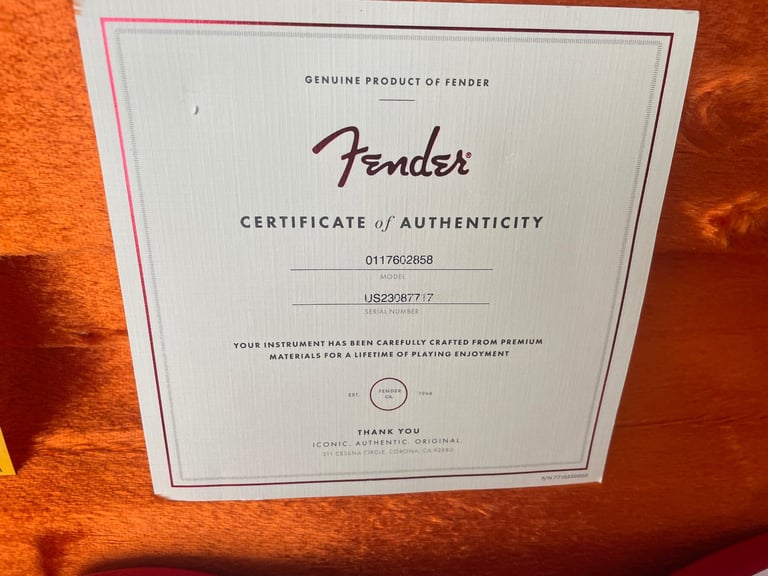 GENUINE PRODUCT OF FENDER
Fender®
CERTIFICATE of AUTHENTICITY
0117602858
MODEL
SERIAL NUMBER
YOUR INSTRUMENT HAS BEEN CAREFULLY CRAFTED FROM PREMIUM
MATERIALS FOR A LIFETIME OF PLAYING ENJOYMENT
EST.
FENDER
CA.
1946
THANK YOU
ICONIC. AUTHENTIC. ORIGINAL.
311 CESSNA CIRCLE, CORONA, CA 92880